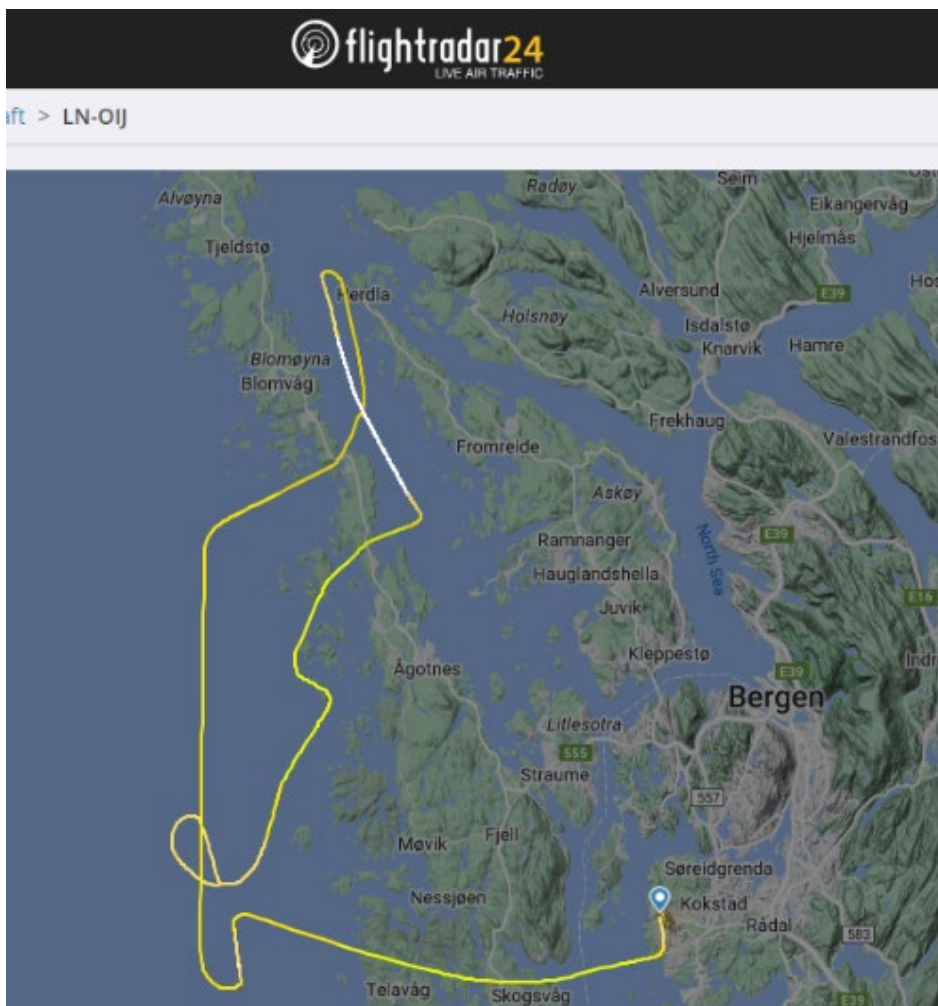 flightradar24
LIVE AIR TRAFFIC
aft > LN-OIJ
Alvøyna
Radøy
Seim
Eikangervåg
Tjeldstø
Hjelmås
Herdla
Alversund
E39
Hos
Holsnøy
Isdalstø
Knarvik
Hamre
Blomøyna
Blomvåg
Frekhaug
Fromreide
Valestrandfos
Askøy
North Sea
E39
Ramnanger
Hauglandshella
E16
Juvik
Kleppestø
Indr
Ågotnes
E39
Bergen
Litlesotra
555
Straume
557
Møvik
Fjell
Søreidgrenda
Nessjøen
Kokstad
Rådal
583
Telavåg
Skogsvåg